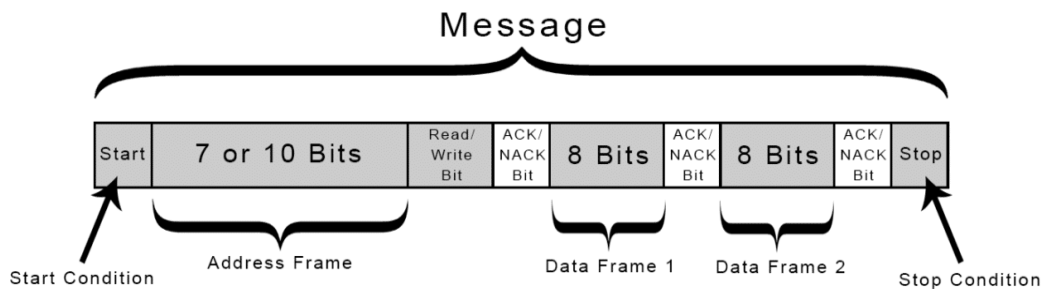 Message
Start
7 or 10 Bits
Read/
Write
Bit
ACK/
NACK
Bit
8 Bits
ACK/
NACK
Bit
8 Bits
ACK/
NACK
Bit
Stop
Start Condition
Address Frame
Data Frame 1
Data Frame 2
Stop Condition